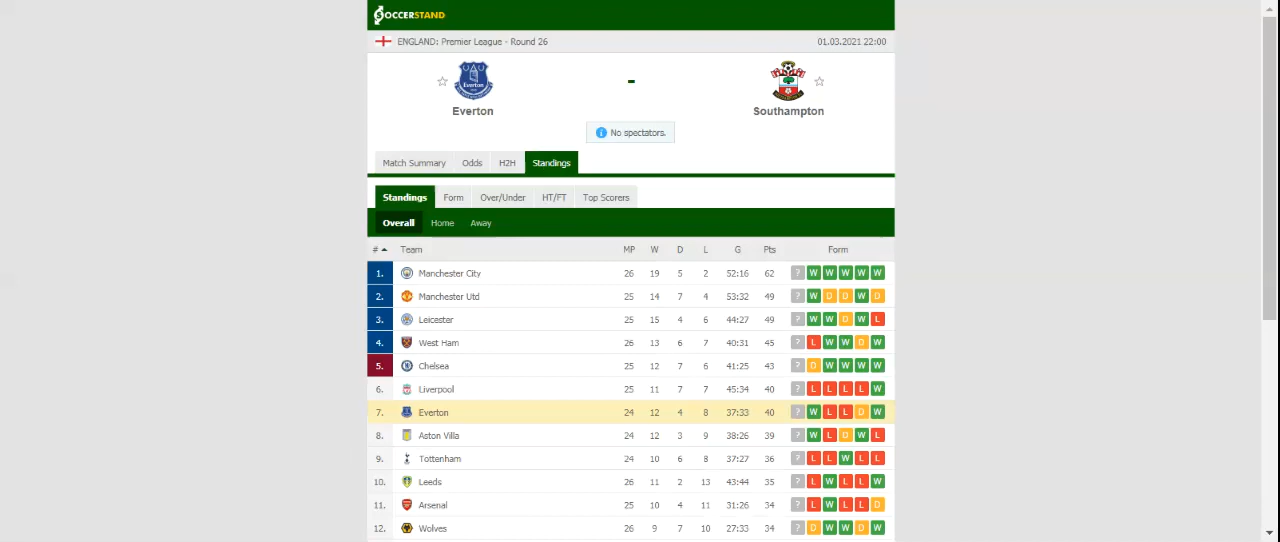 SOCCERSTAND
ENGLAND: Premier League - Round 26 01.03.2021 22:00
-
Everton Southampton
No spectators.
Match Summary Odds H2H Standings
Standings Form Over/Under HT/FT Top Scorers
Overall Home Away
# Team MP W D L G Pts Form
1. Manchester City 26 19 5 2 52:16 62 ? W W W W W
2. Manchester Utd 25 14 7 4 53:32 49 ? W D D W D
3. Leicester 25 15 4 6 44:27 49 ? W W D W L
4. West Ham 26 13 6 7 40:31 45 ? L W W D W
5. Chelsea 25 12 7 6 41:25 43 ? D W W W W
6. Liverpool 25 11 7 7 45:34 40 ? L L L L W
7. Everton 24 12 4 8 37:33 40 ? W L L D W
8. Aston Villa 24 12 3 9 38:26 39 ? W L D W L
9. Tottenham 24 10 6 8 37:27 36 ? L L W L L
10. Leeds 26 11 2 13 43:44 35 ? L W L L W
11. Arsenal 25 10 4 11 31:26 34 ? L W L L D
12. Wolves 26 9 7 10 27:33 34 ? D W W D W